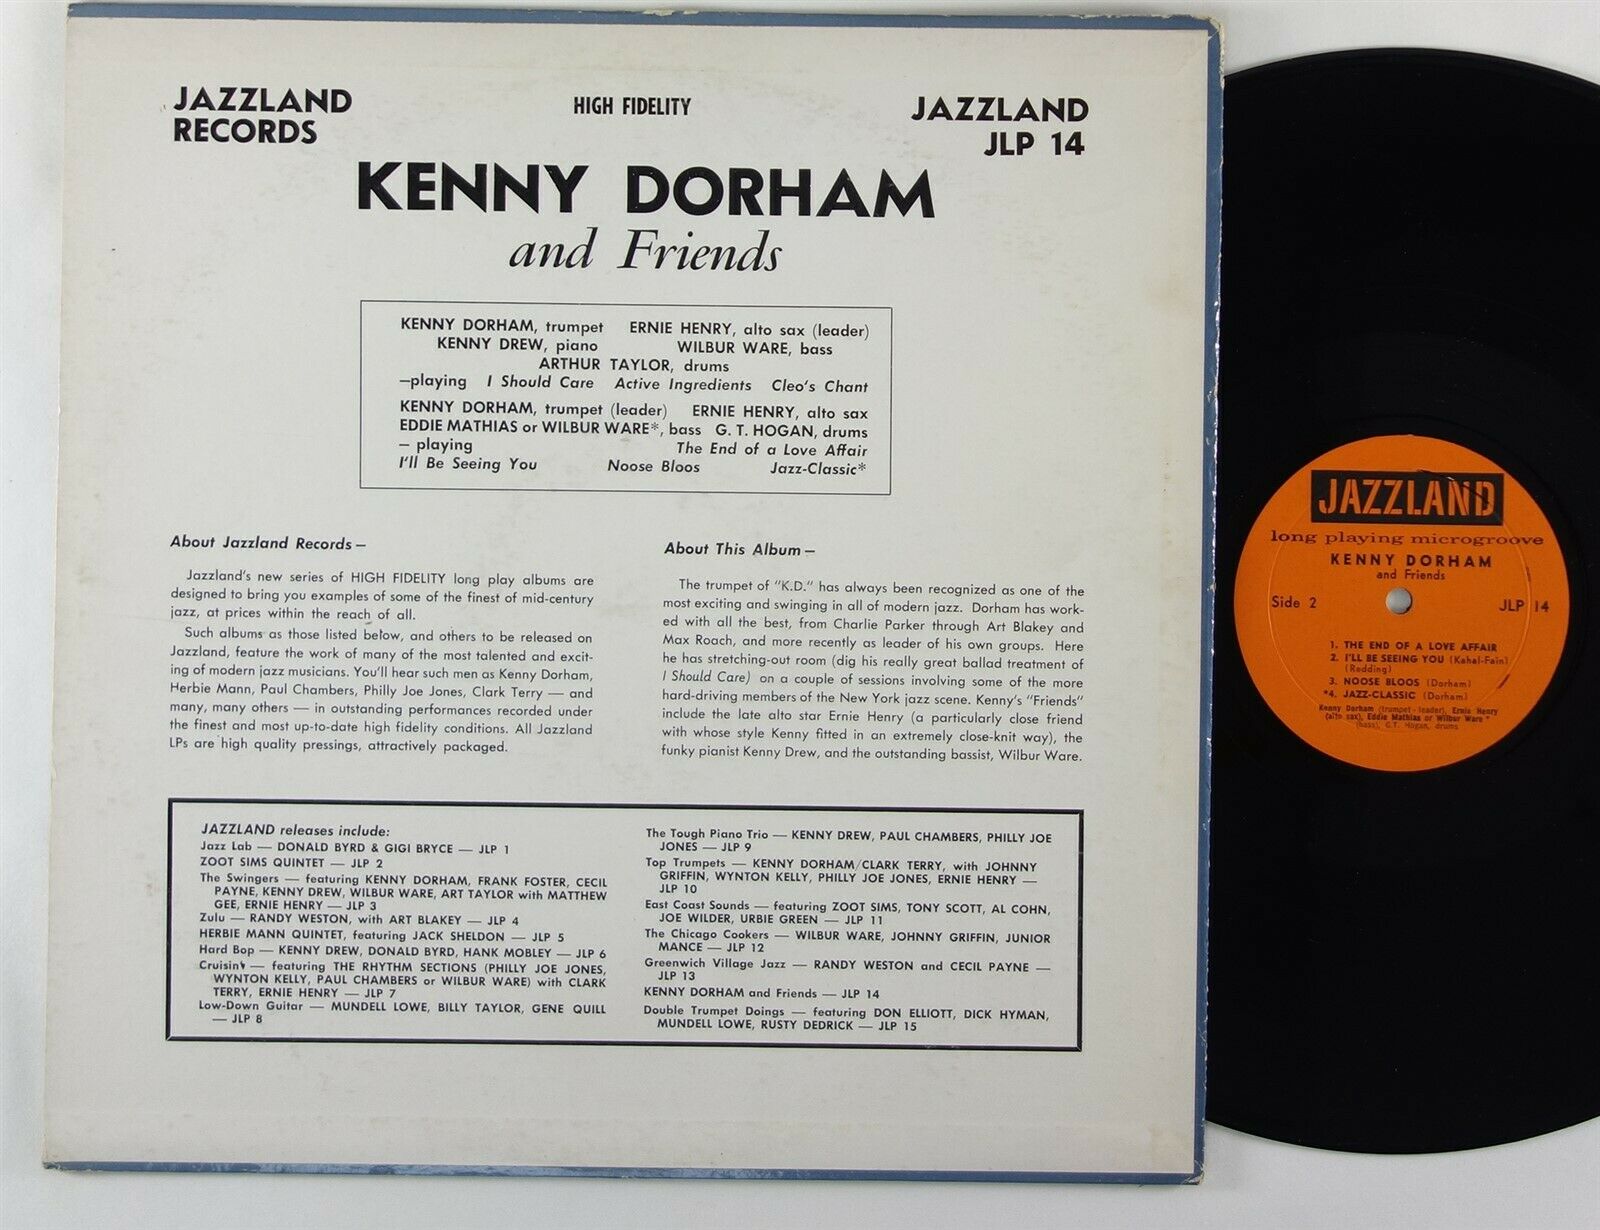 JAZZLAND
RECORDS
HIGH FIDELITY
JAZZLAND
JLP 14
KENNY DORHAM
and Friends
KENNY DORHAM, trumpet ERNIE HENRY, alto sax (leader)
KENNY DREW, piano WILBUR WARE, bass
ARTHUR TAYLOR, drums
—playing I Should Care Active Ingredients Cleo's Chant
KENNY DORHAM, trumpet (leader) ERNIE HENRY, alto sax
EDDIE MATHIAS or WILBUR WARE*, bass G. T. HOGAN, drums
— playing The End of a Love Affair
I'll Be Seeing You Noose Bloos Jazz-Classic*
About Jazzland Records —
Jazzland's new series of HIGH FIDELITY long play albums are
designed to bring you examples of some of the finest of mid-century
jazz, at prices within the reach of all.
Such albums as those listed below, and others to be released on
Jazzland, feature the work of many of the most talented and excit-
ing of modern jazz musicians. You'll hear such men as Kenny Dorham,
Herbie Mann, Paul Chambers, Philly Joe Jones, Clark Terry — and
many, many others — in outstanding performances recorded under
the finest and most up-to-date high fidelity conditions. All Jazzland
LPs are high quality pressings, attractively packaged.
About This Album —
The trumpet of "K.D." has always been recognized as one of the
most exciting and swinging in all of modern jazz. Dorham has work-
ed with all the best, from Charlie Parker through Art Blakey and
Max Roach, and more recently as leader of his own groups. Here
he has stretching-out room (dig his really great ballad treatment of
I Should Care) on a couple of sessions involving some of the more
hard-driving members of the New York jazz scene. Kenny's "Friends"
include the late alto star Ernie Henry (a particularly close friend
with whose style Kenny fitted in an extremely close-knit way), the
funky pianist Kenny Drew, and the outstanding bassist, Wilbur Ware.
JAZZLAND releases include:
Jazz Lab — DONALD BYRD & GIGI BRYCE — JLP 1
ZOOT SIMS QUINTET — JLP 2
The Swingers — featuring KENNY DORHAM, FRANK FOSTER, CECIL
PAYNE, KENNY DREW, WILBUR WARE, ART TAYLOR with MATTHEW
GEE, ERNIE HENRY — JLP 3
Zulu — RANDY WESTON, with ART BLAKEY — JLP 4
HERBIE MANN QUINTET, featuring JACK SHELDON — JLP 5
Hard Bop — KENNY DREW, DONALD BYRD, HANK MOBLEY — JLP 6
Cruisin' — featuring THE RHYTHM SECTIONS (PHILLY JOE JONES,
WYNTON KELLY, PAUL CHAMBERS or WILBUR WARE) with CLARK
TERRY, ERNIE HENRY — JLP 7
Low-Down Guitar — MUNDELL LOWE, BILLY TAYLOR, GENE QUILL
— JLP 8
The Tough Piano Trio — KENNY DREW, PAUL CHAMBERS, PHILLY JOE
JONES — JLP 9
Top Trumpets — KENNY DORHAM/CLARK TERRY, with JOHNNY
GRIFFIN, WYNTON KELLY, PHILLY JOE JONES, ERNIE HENRY —
JLP 10
East Coast Sounds — featuring ZOOT SIMS, TONY SCOTT, AL COHN,
JOE WILDER, URBIE GREEN — JLP 11
The Chicago Cookers — WILBUR WARE, JOHNNY GRIFFIN, JUNIOR
MANCE — JLP 12
Greenwich Village Jazz — RANDY WESTON and CECIL PAYNE —
JLP 13
KENNY DORHAM and Friends — JLP 14
Double Trumpet Doings — featuring DON ELLIOTT, DICK HYMAN,
MUNDELL LOWE, RUSTY DEDRICK — JLP 15
JAZZLAND
long playing microgroove
KENNY DORHAM
and Friends
Side 2 JLP 14
1. THE END OF A LOVE AFFAIR
2. I'LL BE SEEING YOU (Kahal-Fain)
(Redding)
3. NOOSE BLOOS (Dorham)
*4. JAZZ-CLASSIC (Dorham)
Kenny Dorham (trumpet - leader), Ernie Henry
(alto sax), Eddie Mathias or Wilbur Ware *
(bass), G.T. Hogan, drums